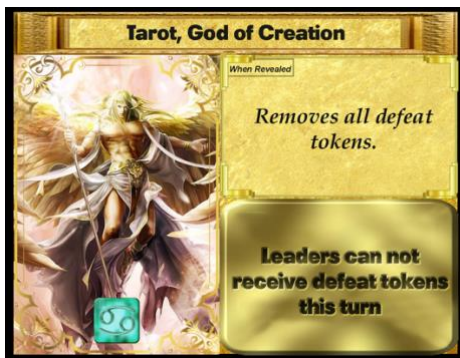 Tarot, God of Creation
When Revealed
Removes all defeat
tokens.
Leaders can not
receive defeat tokens
this turn